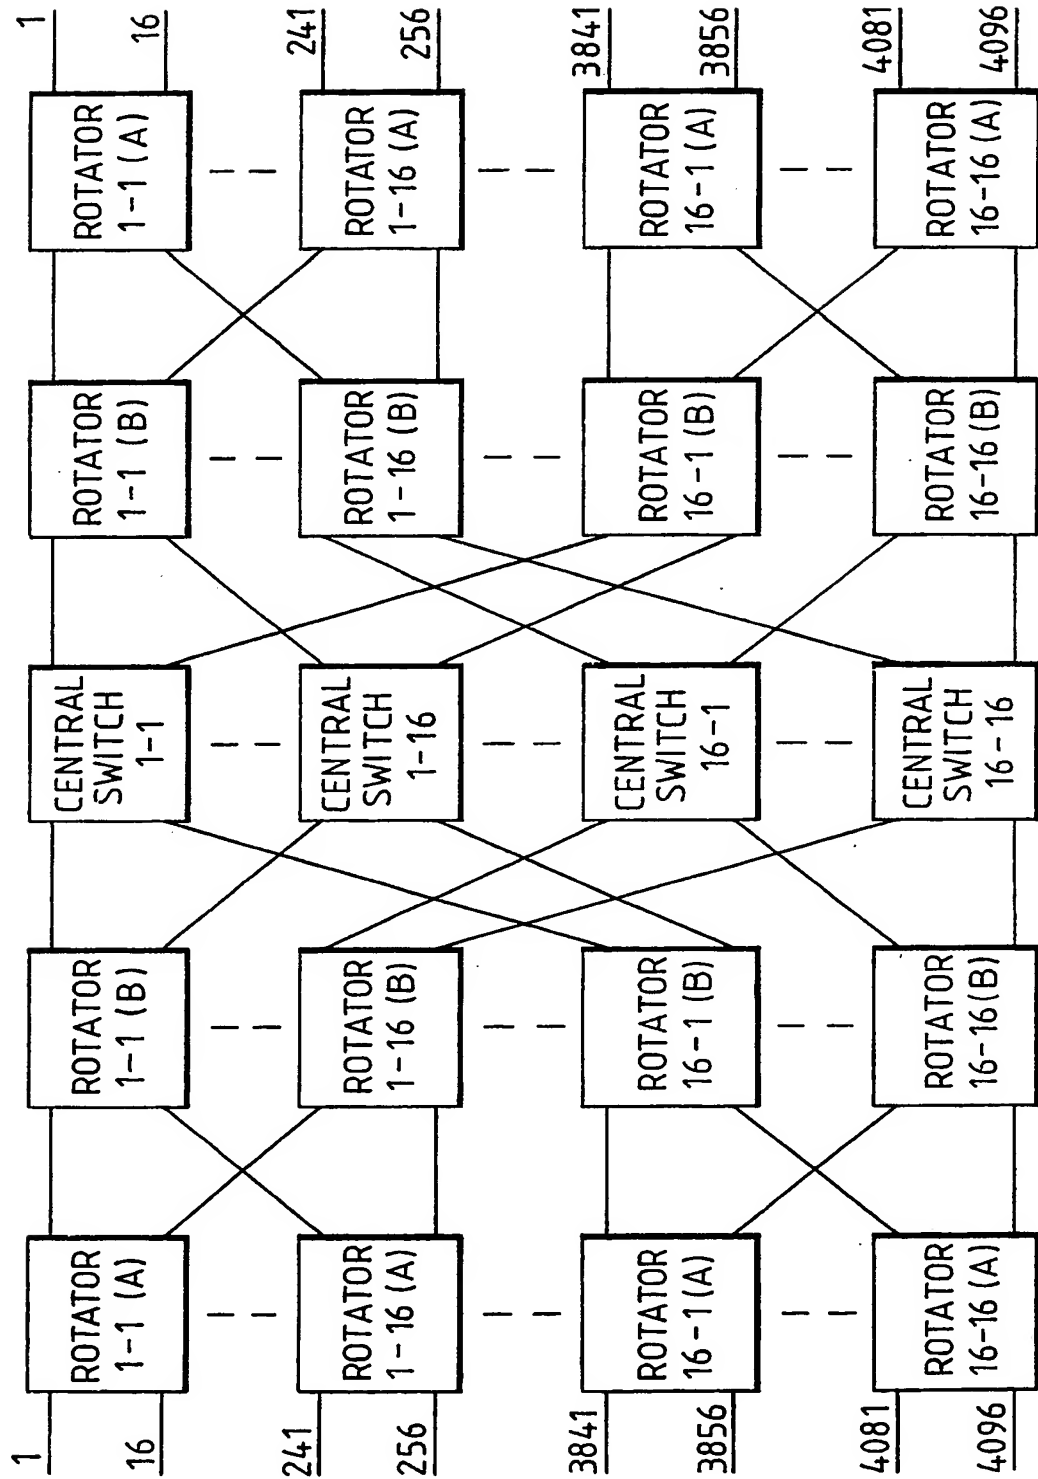 1
16
ROTATOR
1-1 (A)
ROTATOR
1-1 (B)
CENTRAL
SWITCH
1-1
ROTATOR
1-1 (B)
ROTATOR
1-1 (A)
1
16
241
256
ROTATOR
1-16 (A)
ROTATOR
1-16 (B)
CENTRAL
SWITCH
1-16
ROTATOR
1-16 (B)
ROTATOR
1-16 (A)
241
256
3841
3856
ROTATOR
16-1 (A)
ROTATOR
16-1 (B)
CENTRAL
SWITCH
16-1
ROTATOR
16-1 (B)
ROTATOR
16-1 (A)
3841
3856
4081
4096
ROTATOR
16-16 (A)
ROTATOR
16-16 (B)
CENTRAL
SWITCH
16-16
ROTATOR
16-16 (B)
ROTATOR
16-16 (A)
4081
4096